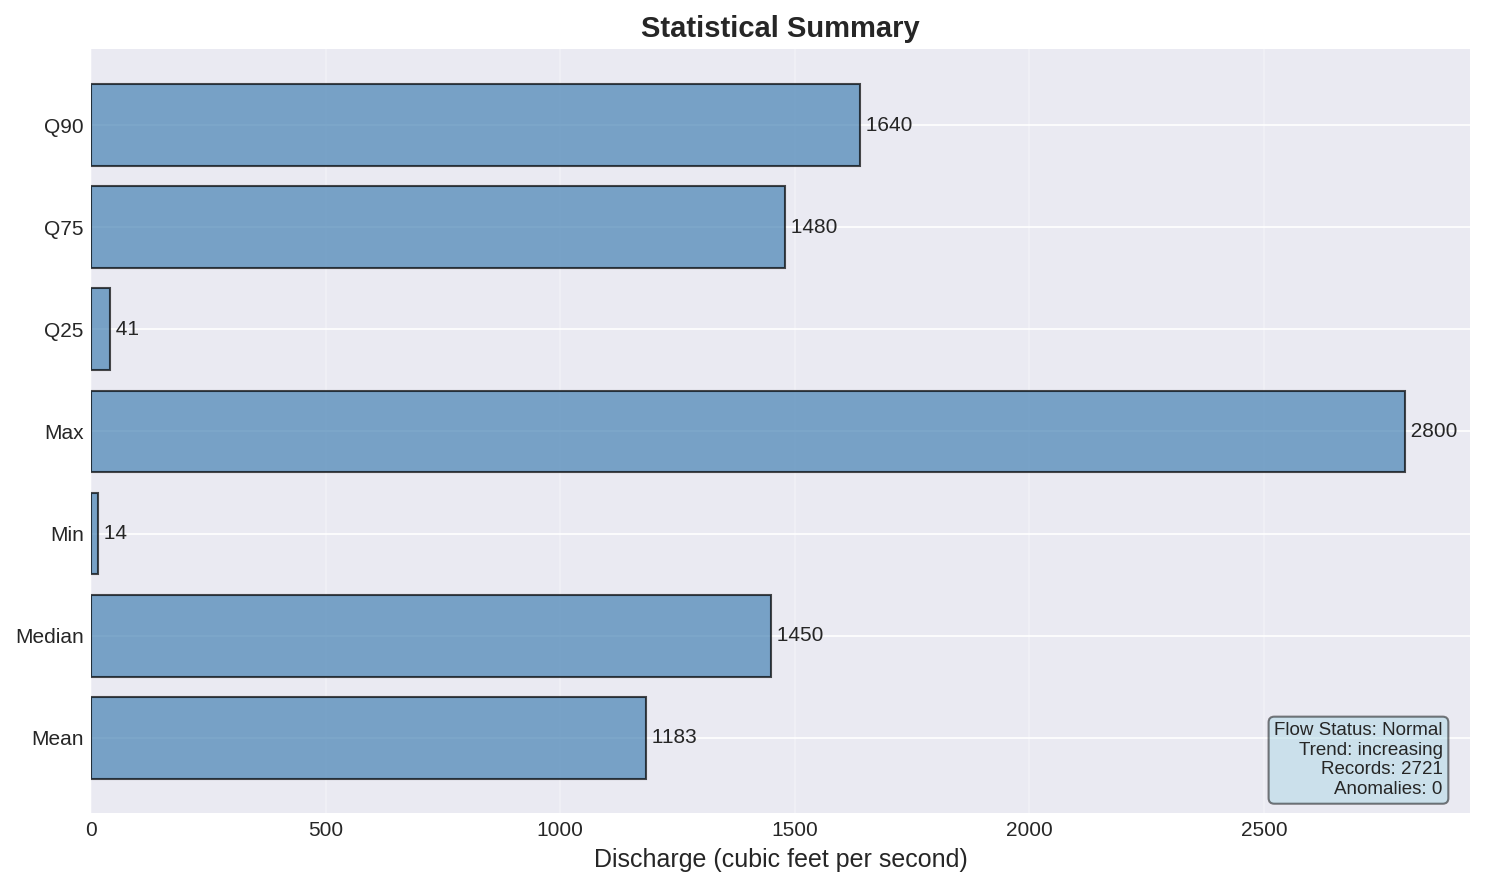 Statistical Summary
Q90
1640
Q75
1480
Q25
41
Max
2800
Min
14
Median
1450
Mean
1183
Flow Status: Normal
Trend: increasing
Records: 2721
Anomalies: 0
0 500 1000 1500 2000 2500
Discharge (cubic feet per second)